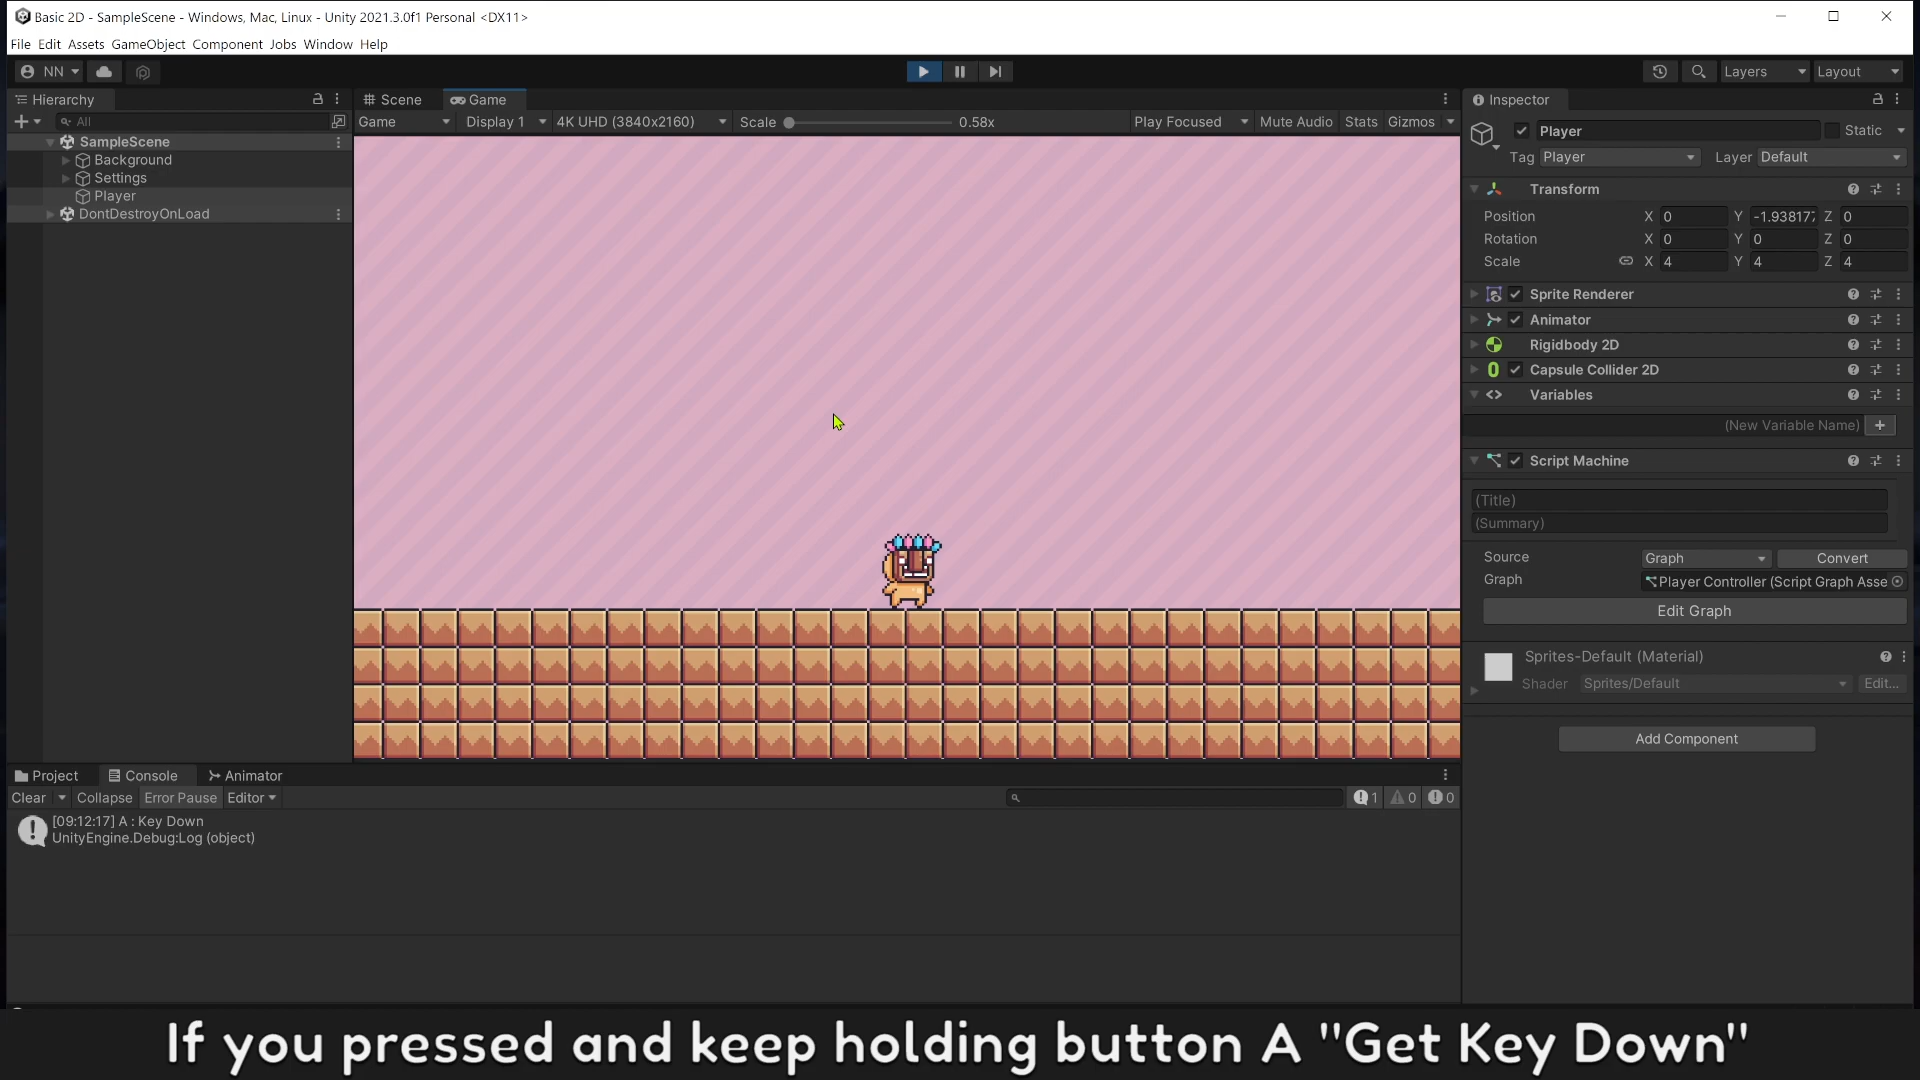 Basic 2D - SampleScene - Windows, Mac, Linux - Unity 2021.3.0f1 Personal <DX11>
File Edit Assets GameObject Component Jobs Window Help
NN Layers Layout
Hierarchy
All
SampleScene
Background
Settings
Player
DontDestroyOnLoad
Scene Game
Game Display 1 4K UHD (3840x2160) Scale 0.58x Play Focused Mute Audio Stats Gizmos
Inspector
Player Static
Tag Player Layer Default
Transform
Position X 0 Y -1.938177 Z 0
Rotation X 0 Y 0 Z 0
Scale X 4 Y 4 Z 4
Sprite Renderer
Animator
Rigidbody 2D
Capsule Collider 2D
Variables
(New Variable Name) +
Script Machine
(Title)
(Summary)
Source Graph Convert
Graph Player Controller (Script Graph Asse
Edit Graph
Sprites-Default (Material)
Shader Sprites/Default Edit...
Add Component
Project Console Animator
Clear Collapse Error Pause Editor 1 0 0
[09:12:17] A : Key Down
UnityEngine.Debug:Log (object)
If you pressed and keep holding button A "Get Key Down"